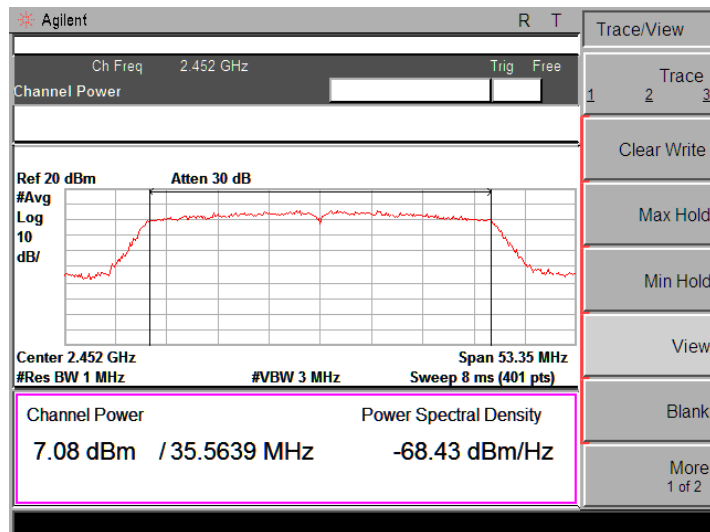 Agilent R T
Trace/View
Ch Freq 2.452 GHz Trig Free
Channel Power
Trace
1 2 3
Clear Write
Ref 20 dBm Atten 30 dB
#Avg
Log
10
dB/
Max Hold
Min Hold
View
Center 2.452 GHz Span 53.35 MHz
#Res BW 1 MHz #VBW 3 MHz Sweep 8 ms (401 pts)
Channel Power Power Spectral Density
7.08 dBm /35.5639 MHz -68.43 dBm/Hz
Blank
More
1 of 2